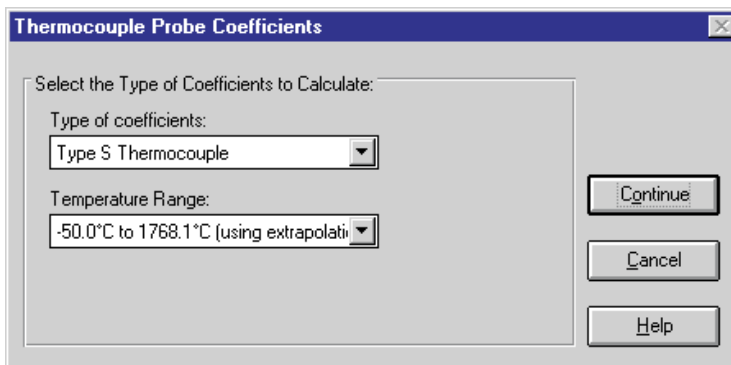 Thermocouple Probe Coefficients
Select the Type of Coefficients to Calculate:
Type of coefficients:
Type S Thermocouple
Temperature Range:
-50.0°C to 1768.1°C (using extrapolati
Continue
Cancel
Help